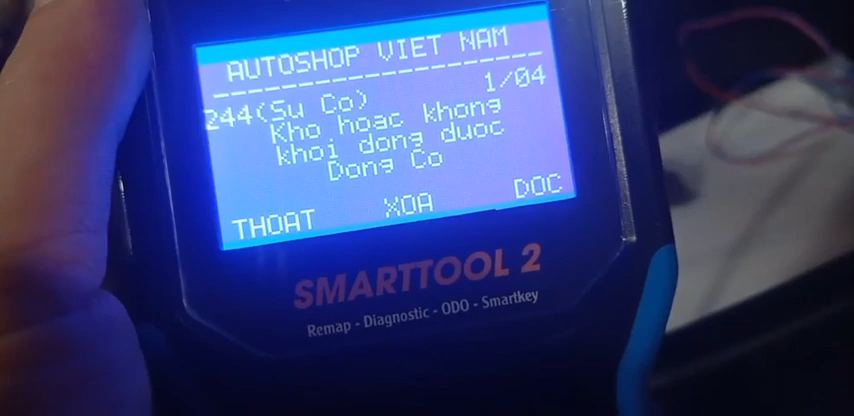 AUTOSHOP VIET NAM
1/04
244(Su Co)
Kho hoac khong
khoi dong duoc
Dong Co
THOAT XOA DOC
SMARTTOOL 2
Remap - Diagnostic - ODO - Smartkey